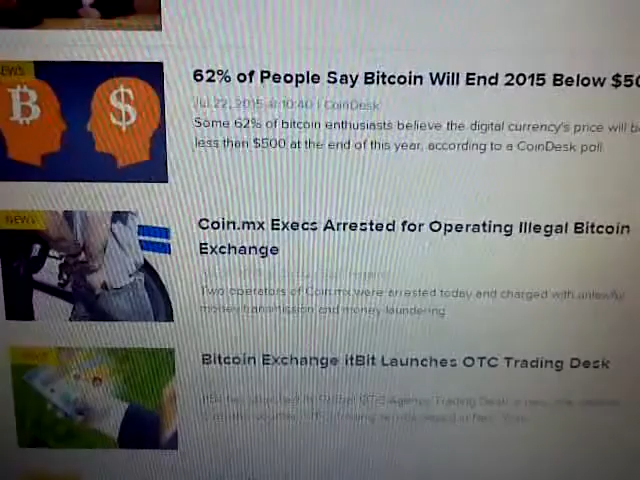 EWS
62% of People Say Bitcoin Will End 2015 Below $50
Jul 22, 2015 at 10:40 | CoinDesk
Some 62% of bitcoin enthusiasts believe the digital currency's price will b
less than $500 at the end of this year, according to a CoinDesk poll.
B $
NEWS
Coin.mx Execs Arrested for Operating Illegal Bitcoin
Exchange
Two operators of Coin.mx were arrested today and charged with unlawful
money transmission and money laundering.
Bitcoin Exchange itBit Launches OTC Trading Desk